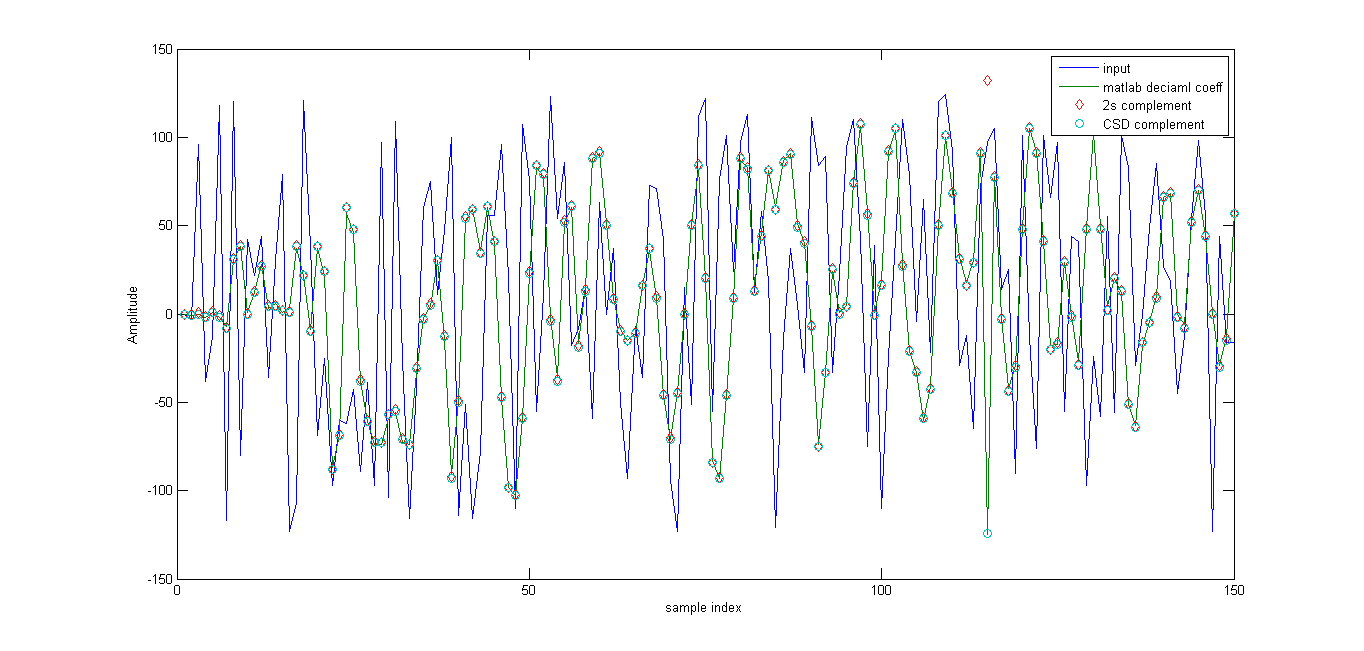 150
100
50
0
-50
-100
-150
Amplitude
0
50
100
150
sample index
input
matlab deciaml coeff
2s complement
CSD complement